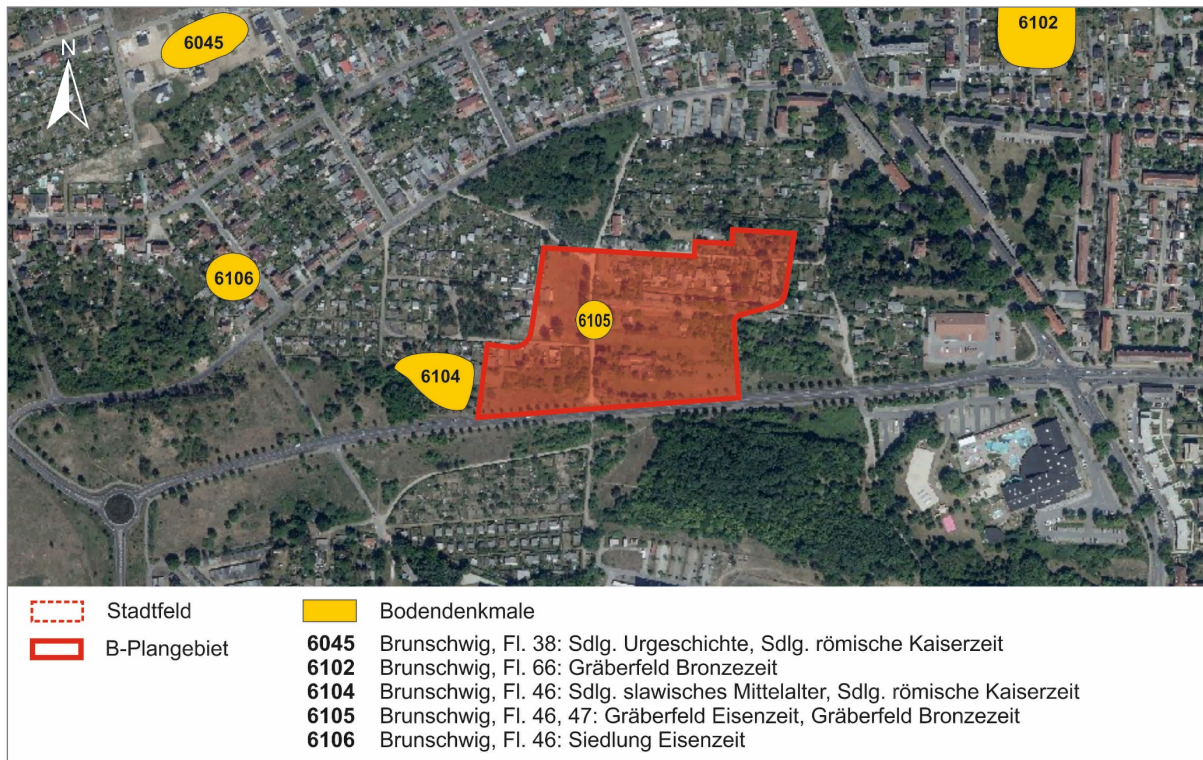 6045
6102
N
6106
6105
6104
Stadtfeld
B-Plangebiet
Bodendenkmale
6045 Brunschwig, Fl. 38: Sdlg. Urgeschichte, Sdlg. römische Kaiserzeit
6102 Brunschwig, Fl. 66: Gräberfeld Bronzezeit
6104 Brunschwig, Fl. 46: Sdlg. slawisches Mittelalter, Sdlg. römische Kaiserzeit
6105 Brunschwig, Fl. 46, 47: Gräberfeld Eisenzeit, Gräberfeld Bronzezeit
6106 Brunschwig, Fl. 46: Siedlung Eisenzeit